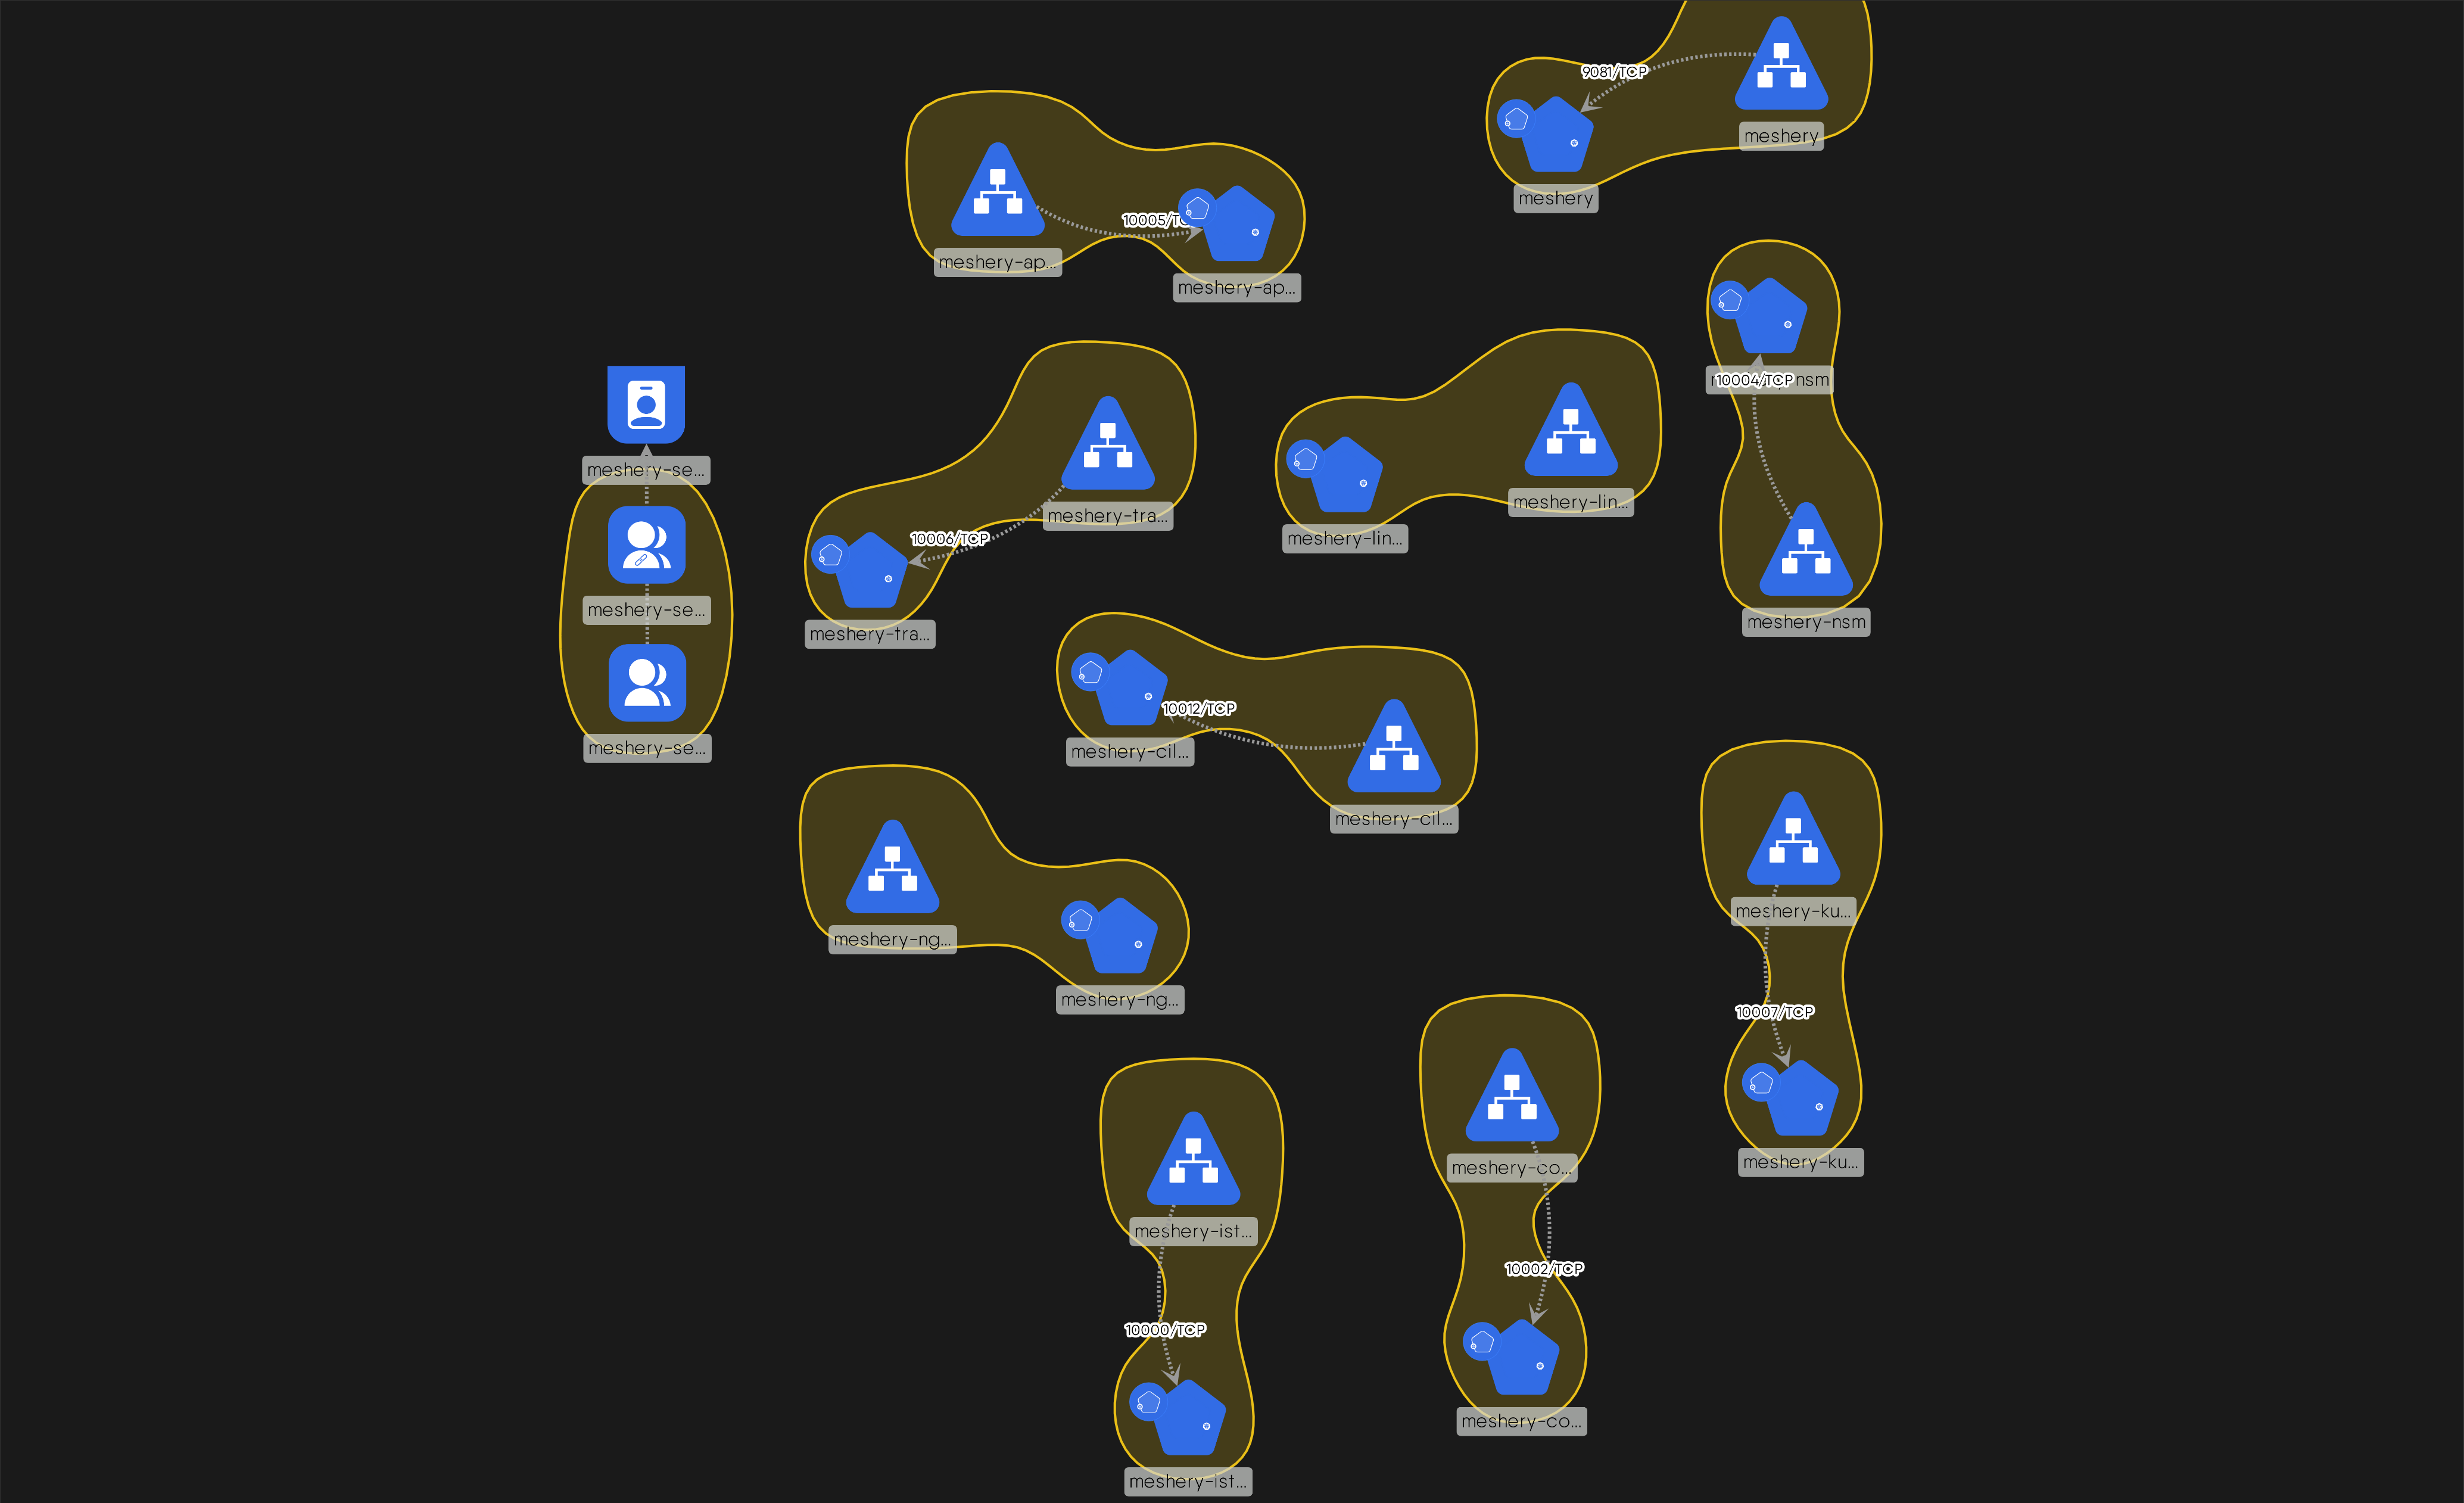 9081/TCP
meshery
meshery
meshery-ap...
10005/TC
meshery-ap...
10004/TCP
nsm
meshery-nsm
meshery-se...
meshery-se...
meshery-se...
meshery-tra...
10006/TCP
meshery-tra...
meshery-lin...
meshery-lin...
10012/TCP
meshery-cil...
meshery-cil...
meshery-ng...
meshery-ng...
meshery-ku...
10007/TCP
meshery-ku...
meshery-co...
10002/TCP
meshery-co...
meshery-ist...
10000/TCP
meshery-ist...